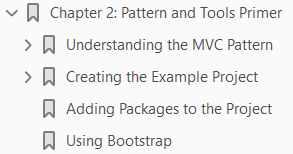 Chapter 2: Pattern and Tools Primer
Understanding the MVC Pattern
Creating the Example Project
Adding Packages to the Project
Using Bootstrap